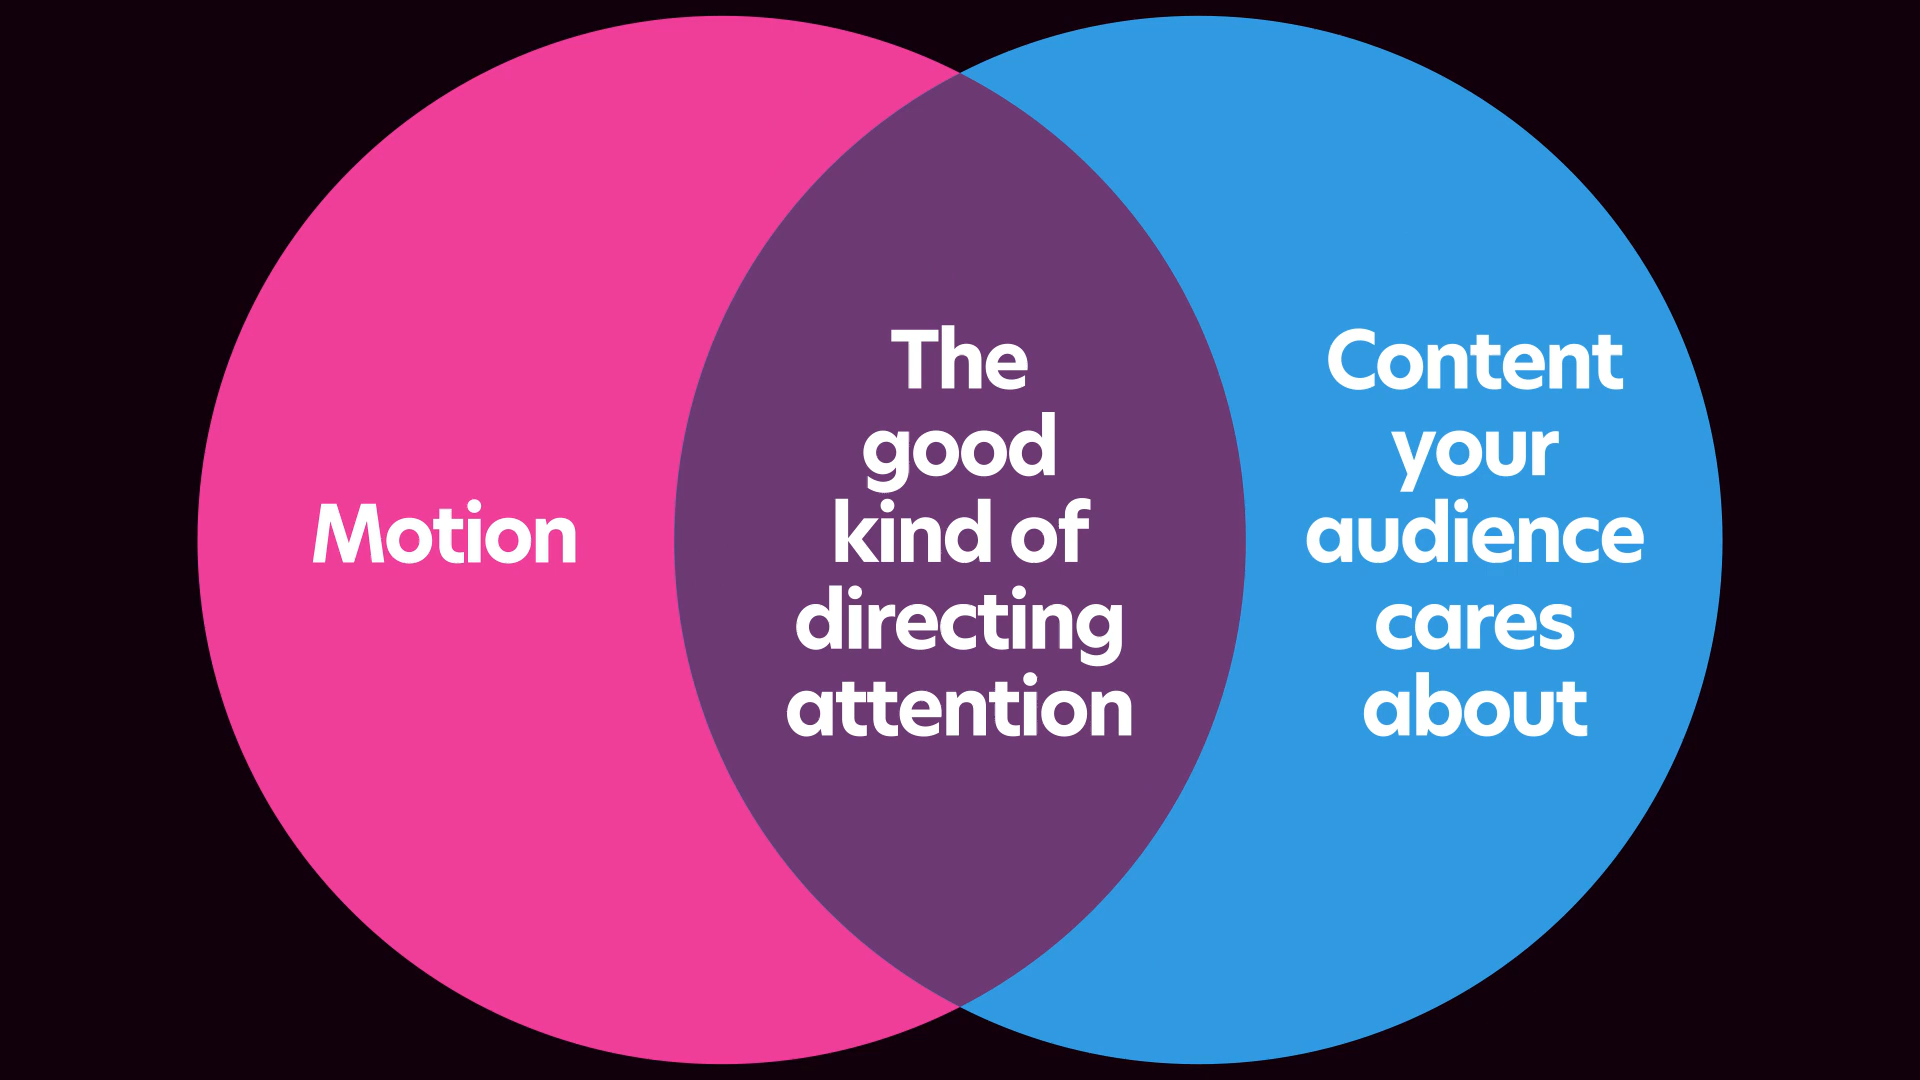 Motion
The
good
kind of
directing
attention
Content
your
audience
cares
about